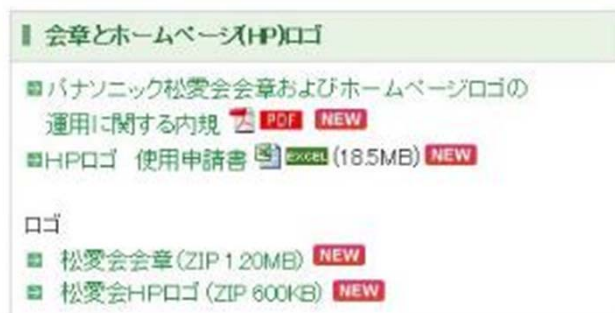 会章とホームページ(HP)ロゴ
パナソニック松愛会会章およびホームページロゴの
運用に関する内規 PDF NEW
HPロゴ 使用申請書 EXCEL (18.5MB) NEW
ロゴ
松愛会会章(ZIP 1.20MB) NEW
松愛会HPロゴ(ZIP 600KB) NEW